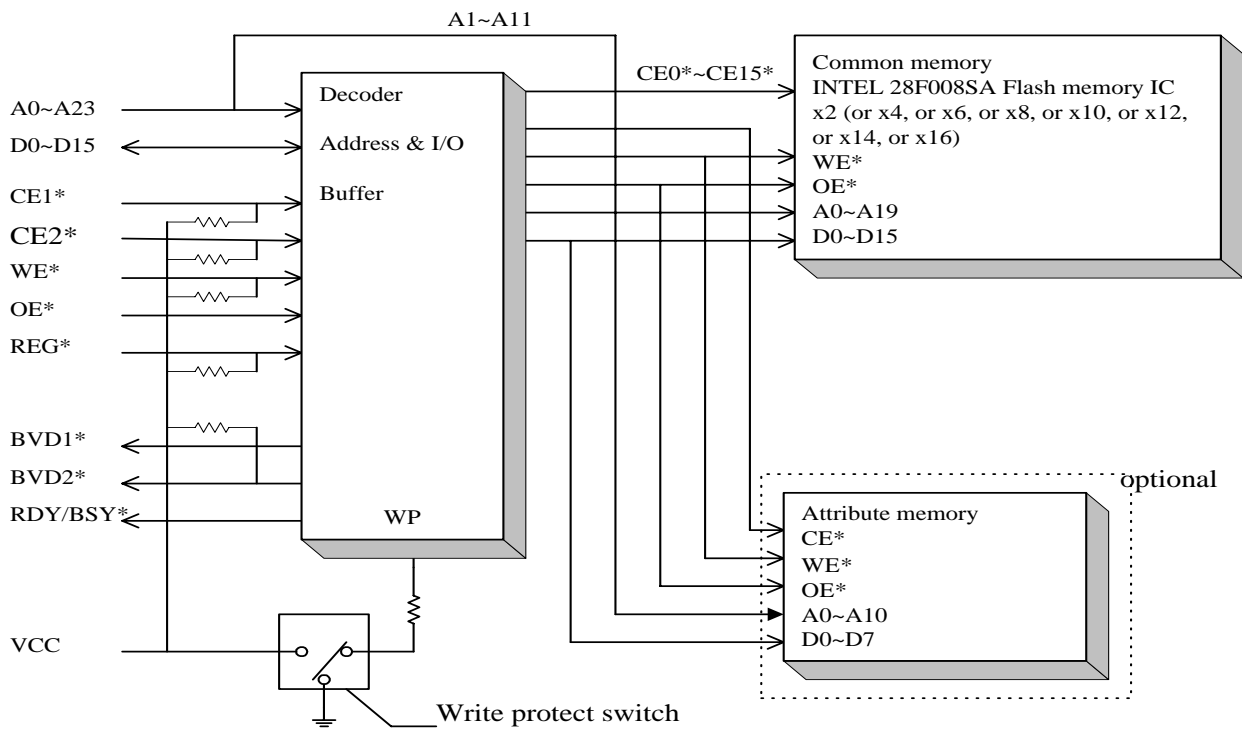 A1~A11
A0~A23
D0~D15
CE1*
CE2*
WE*
OE*
REG*
BVD1*
BVD2*
RDY/BSY*
VCC
Decoder
Address & I/O
Buffer
WP
CE0*~CE15*
Common memory
INTEL 28F008SA Flash memory IC
x2 (or x4, or x6, or x8, or x10, or x12,
or x14, or x16)
WE*
OE*
A0~A19
D0~D15
optional
Attribute memory
CE*
WE*
OE*
A0~A10
D0~D7
Write protect switch